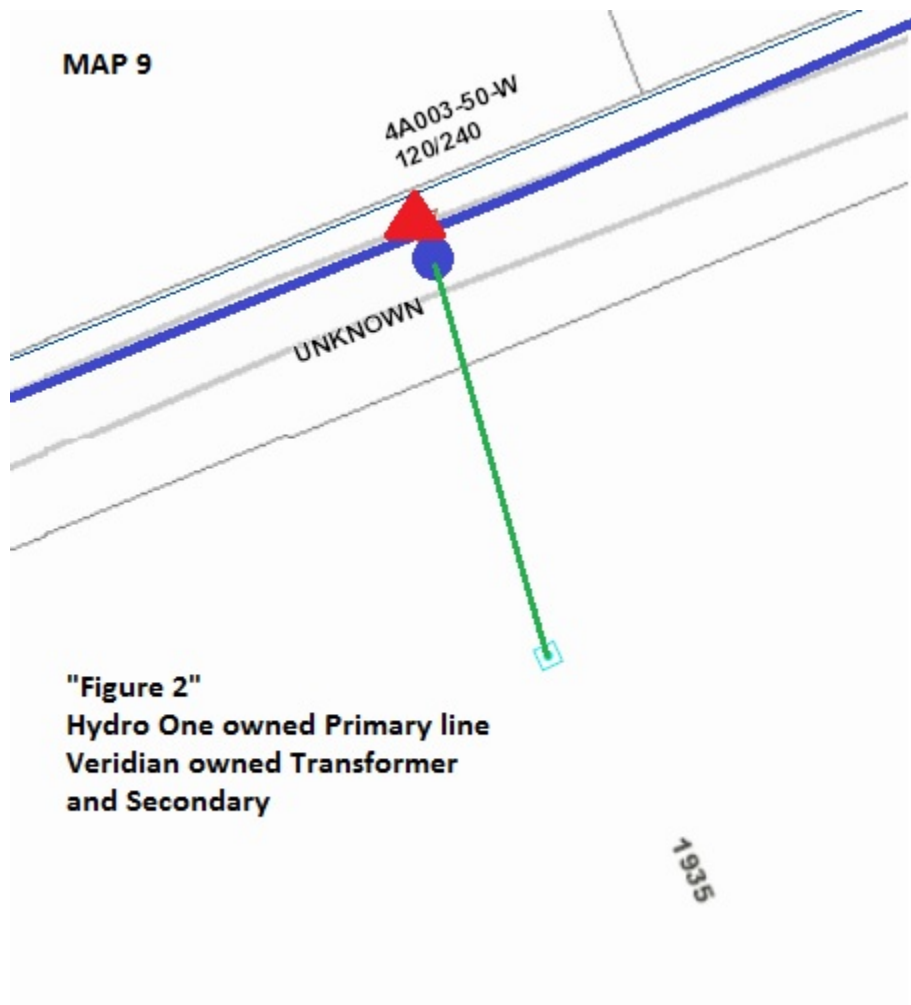 MAP 9
4A003-50-W
120/240
UNKNOWN
"Figure 2"
Hydro One owned Primary line
Veridian owned Transformer
and Secondary
1935